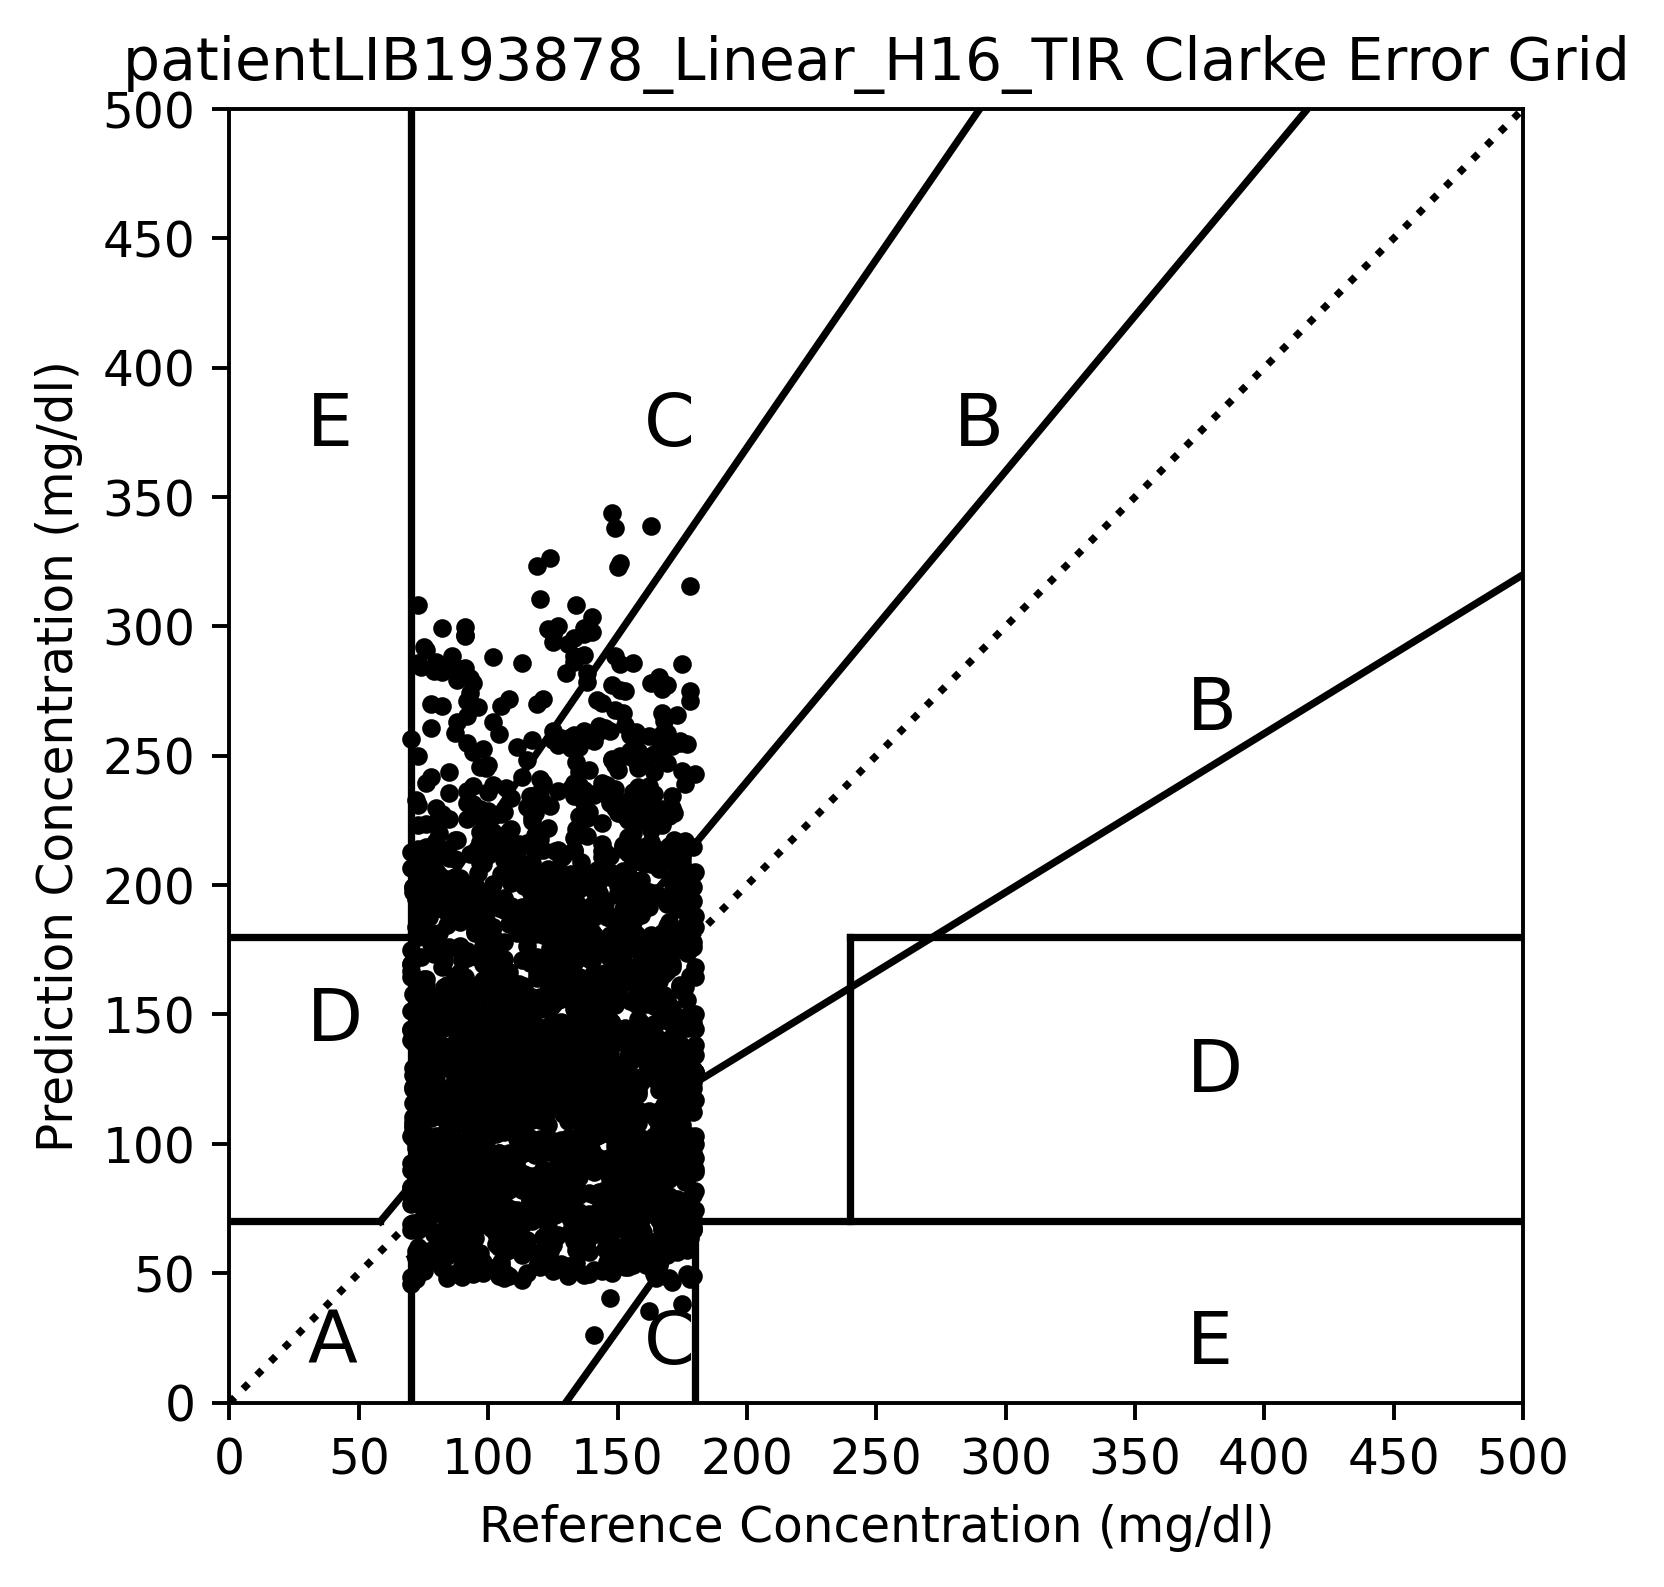 patientLIB193878_Linear_H16_TIR Clarke Error Grid
500
450
400
350
300
250
200
150
100
50
0
Prediction Concentration (mg/dl)
E
C
B
B
D
D
A
C
E
0 50 100 150 200 250 300 350 400 450 500
Reference Concentration (mg/dl)